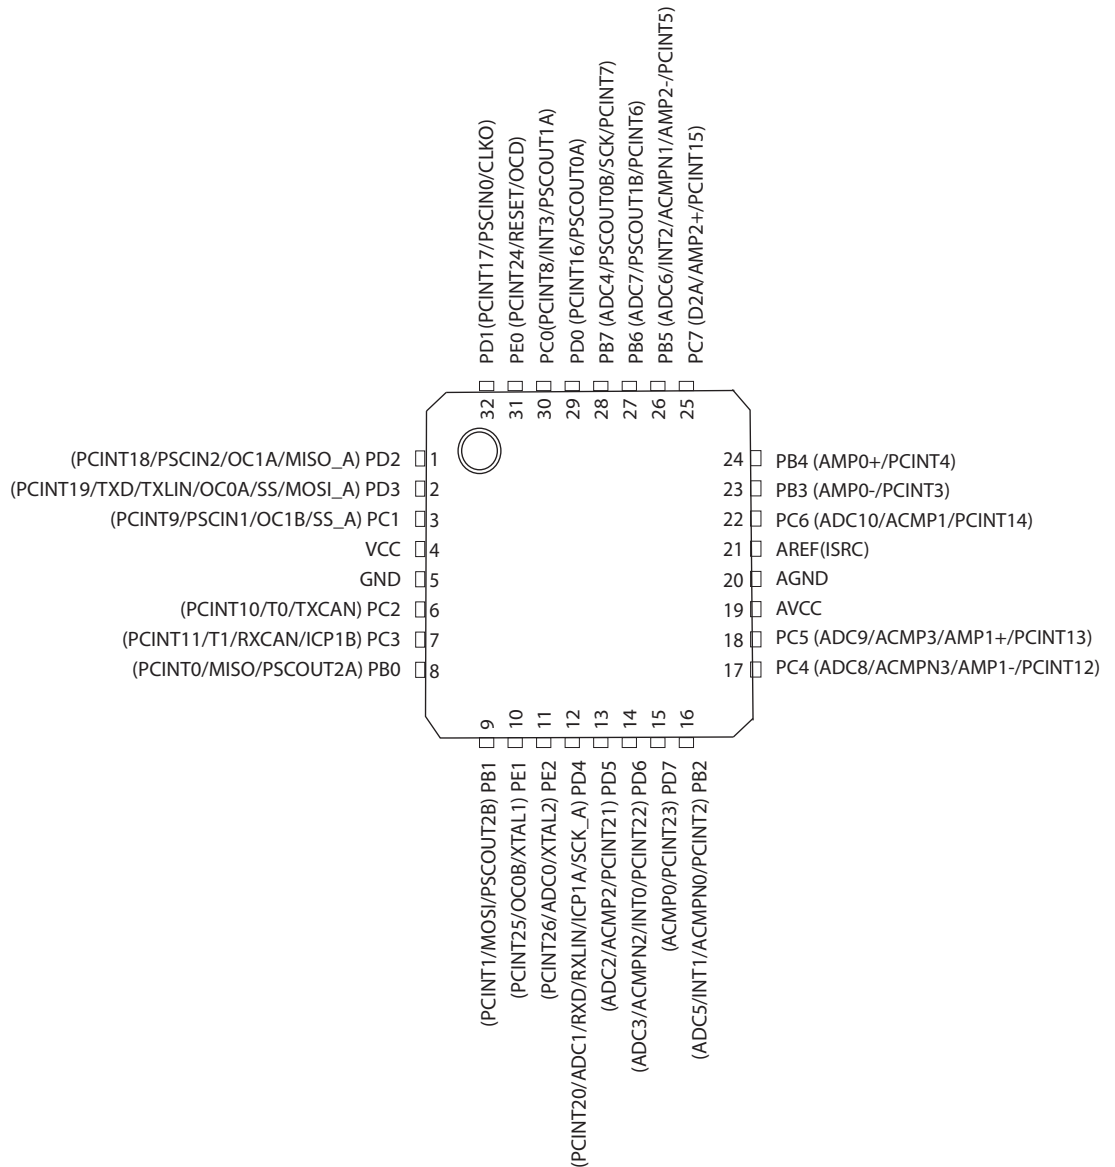 PD1(PCINT17/PSCIN0/CLKO)
PE0 (PCINT24/RESET/OCD)
PC0(PCINT8/INT3/PSCOUT1A)
PD0 (PCINT16/PSCOUT0A)
PB7 (ADC4/PSCOUT0B/SCK/PCINT7)
PB6 (ADC7/PSCOUT1B/PCINT6)
PB5 (ADC6/INT2/ACMPN1/AMP2-/PCINT5)
PC7 (D2A/AMP2+/PCINT15)
32
31
30
29
28
27
26
25
(PCINT18/PSCIN2/OC1A/MISO_A) PD2 1
(PCINT19/TXD/TXLIN/OC0A/SS/MOSI_A) PD3 2
(PCINT9/PSCIN1/OC1B/SS_A) PC1 3
VCC 4
GND 5
(PCINT10/T0/TXCAN) PC2 6
(PCINT11/T1/RXCAN/ICP1B) PC3 7
(PCINT0/MISO/PSCOUT2A) PB0 8
24 PB4 (AMP0+/PCINT4)
23 PB3 (AMP0-/PCINT3)
22 PC6 (ADC10/ACMP1/PCINT14)
21 AREF(ISRC)
20 AGND
19 AVCC
18 PC5 (ADC9/ACMP3/AMP1+/PCINT13)
17 PC4 (ADC8/ACMPN3/AMP1-/PCINT12)
9
10
11
12
13
14
15
16
(PCINT1/MOSI/PSCOUT2B) PB1
(PCINT25/OC0B/XTAL1) PE1
(PCINT26/ADC0/XTAL2) PE2
(PCINT20/ADC1/RXD/RXLIN/ICP1A/SCK_A) PD4
(ADC2/ACMP2/PCINT21) PD5
(ADC3/ACMPN2/INT0/PCINT22) PD6
(ACMP0/PCINT23) PD7
(ADC5/INT1/ACMPN0/PCINT2) PB2